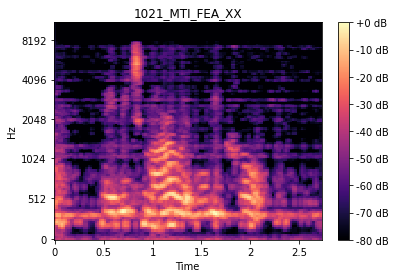 1021_MTI_FEA_XX
8192
4096
2048
1024
512
0
Hz
0 0.5 1 1.5 2 2.5
Time
+0 dB
-10 dB
-20 dB
-30 dB
-40 dB
-50 dB
-60 dB
-70 dB
-80 dB